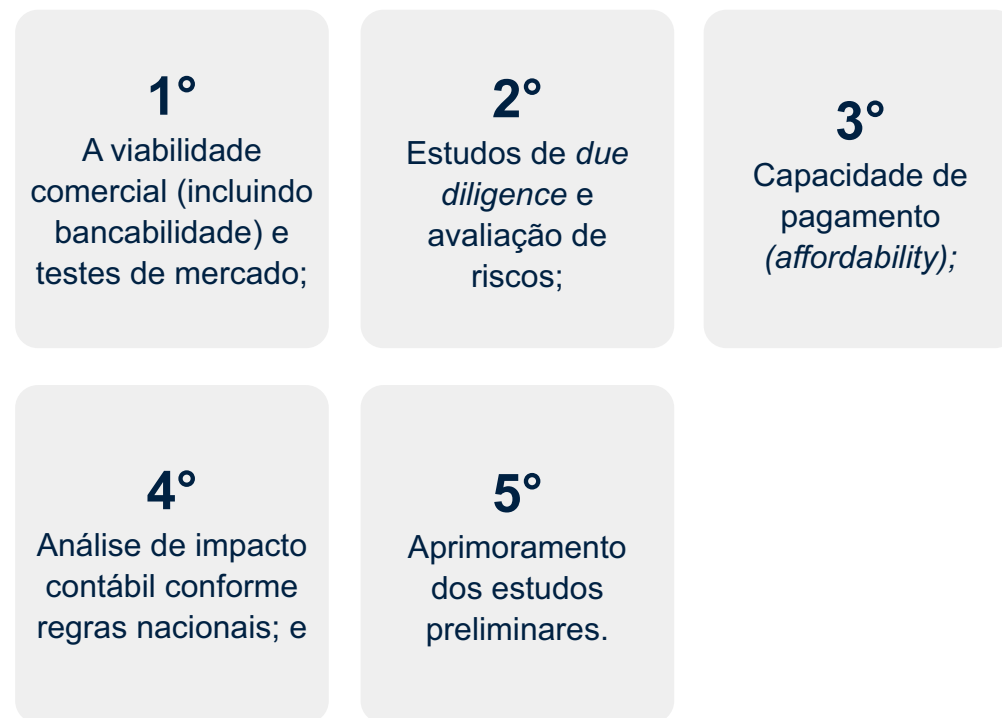 1°
A viabilidade
comercial (incluindo
bancabilidade) e
testes de mercado;
2°
Estudos de due
diligence e
avaliação de
riscos;
3°
Capacidade de
pagamento
(affordability);
4°
Análise de impacto
contábil conforme
regras nacionais; e
5°
Aprimoramento
dos estudos
preliminares.